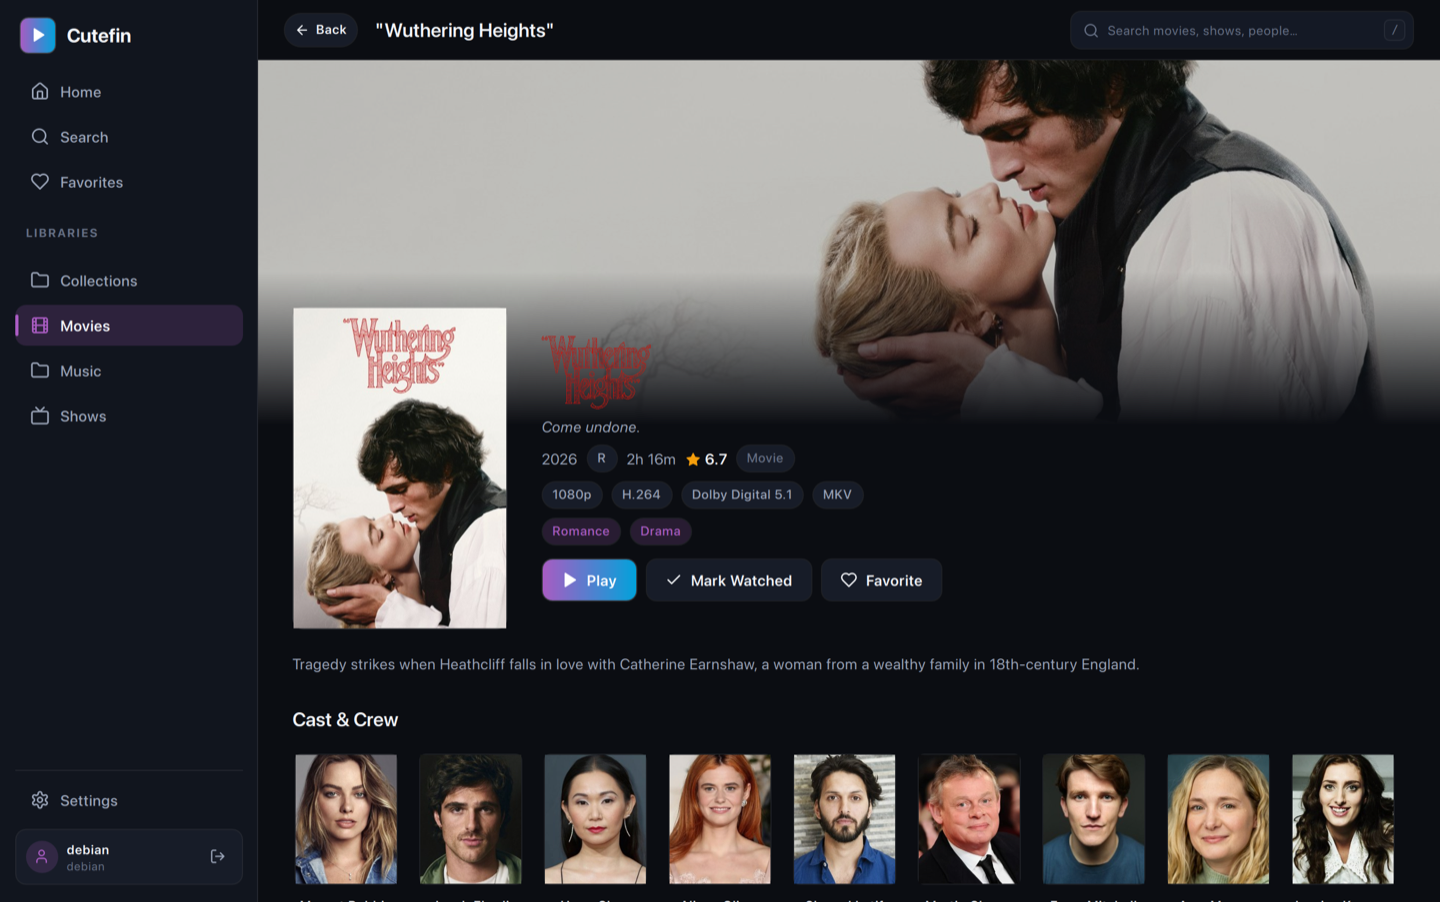 Cutefin
Home
Search
Favorites
LIBRARIES
Collections
Movies
Music
Shows
Settings
debian
debian
Back
"Wuthering Heights"
Search movies, shows, people…
/
"Wuthering
Heights"
"Wuthering
Heights"
Come undone.
2026 R 2h 16m 6.7 Movie
1080p H.264 Dolby Digital 5.1 MKV
Romance Drama
Play Mark Watched Favorite
Tragedy strikes when Heathcliff falls in love with Catherine Earnshaw, a woman from a wealthy family in 18th-century England.
Cast & Crew